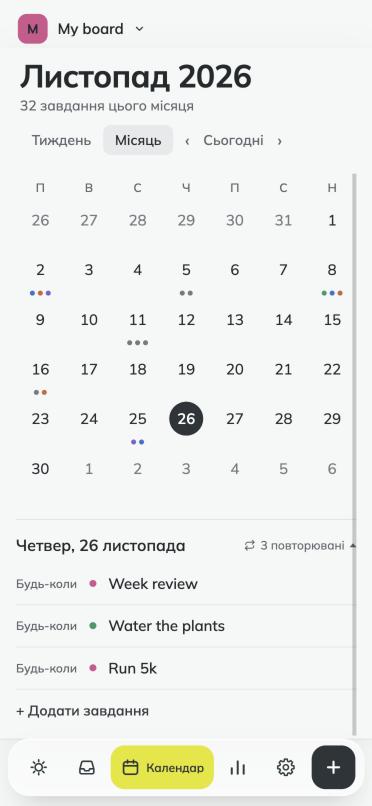 M My board
Листопад 2026
32 завдання цього місяця
Тиждень Місяць ‹ Сьогодні ›
П В С Ч П С Н
26 27 28 29 30 31 1
2 3 4 5 6 7 8
9 10 11 12 13 14 15
16 17 18 19 20 21 22
23 24 25 26 27 28 29
30 1 2 3 4 5 6
Четвер, 26 листопада 3 повторювані
Будь-коли Week review
Будь-коли Water the plants
Будь-коли Run 5k
+ Додати завдання
Календар